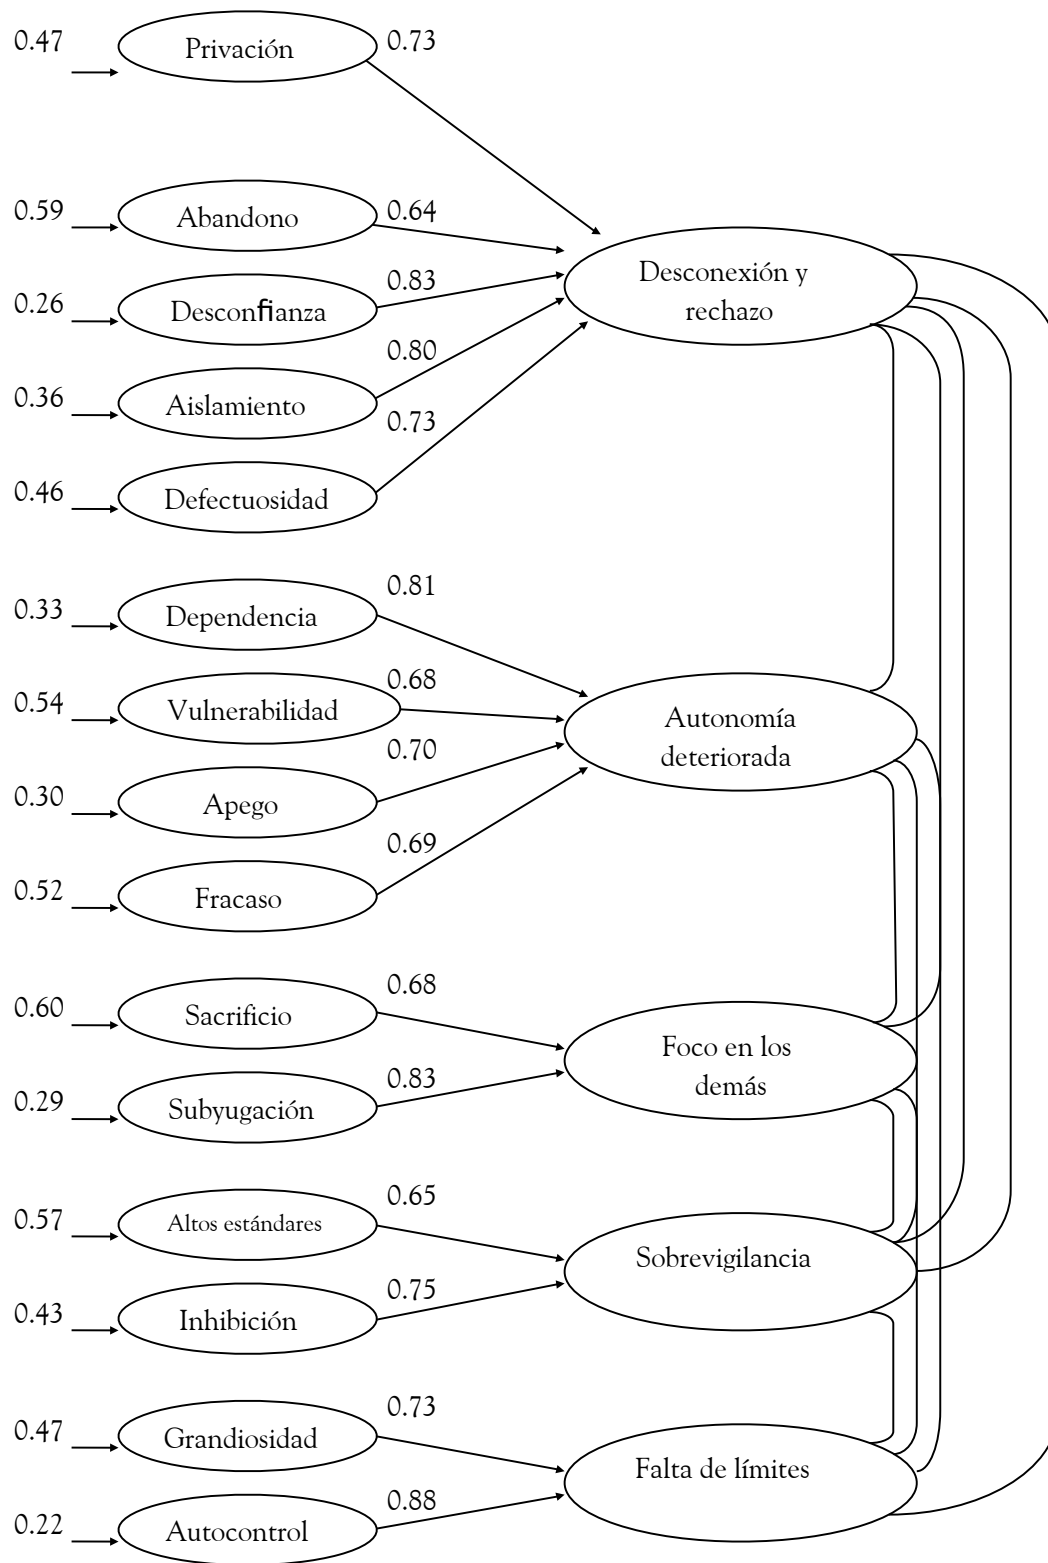 0.47 Privación 0.73
0.59 Abandono 0.64
0.26 Desconfianza 0.83
0.36 Aislamiento 0.80
0.46 Defectuosidad 0.73
Desconexión y
rechazo
0.33 Dependencia 0.81
0.54 Vulnerabilidad 0.68
0.30 Apego 0.70
0.52 Fracaso 0.69
Autonomía
deteriorada
0.60 Sacrificio 0.68
0.29 Subyugación 0.83
Foco en los
demás
0.57 Altos estándares 0.65
0.43 Inhibición 0.75
Sobrevigilancia
0.47 Grandiosidad 0.73
0.22 Autocontrol 0.88
Falta de límites